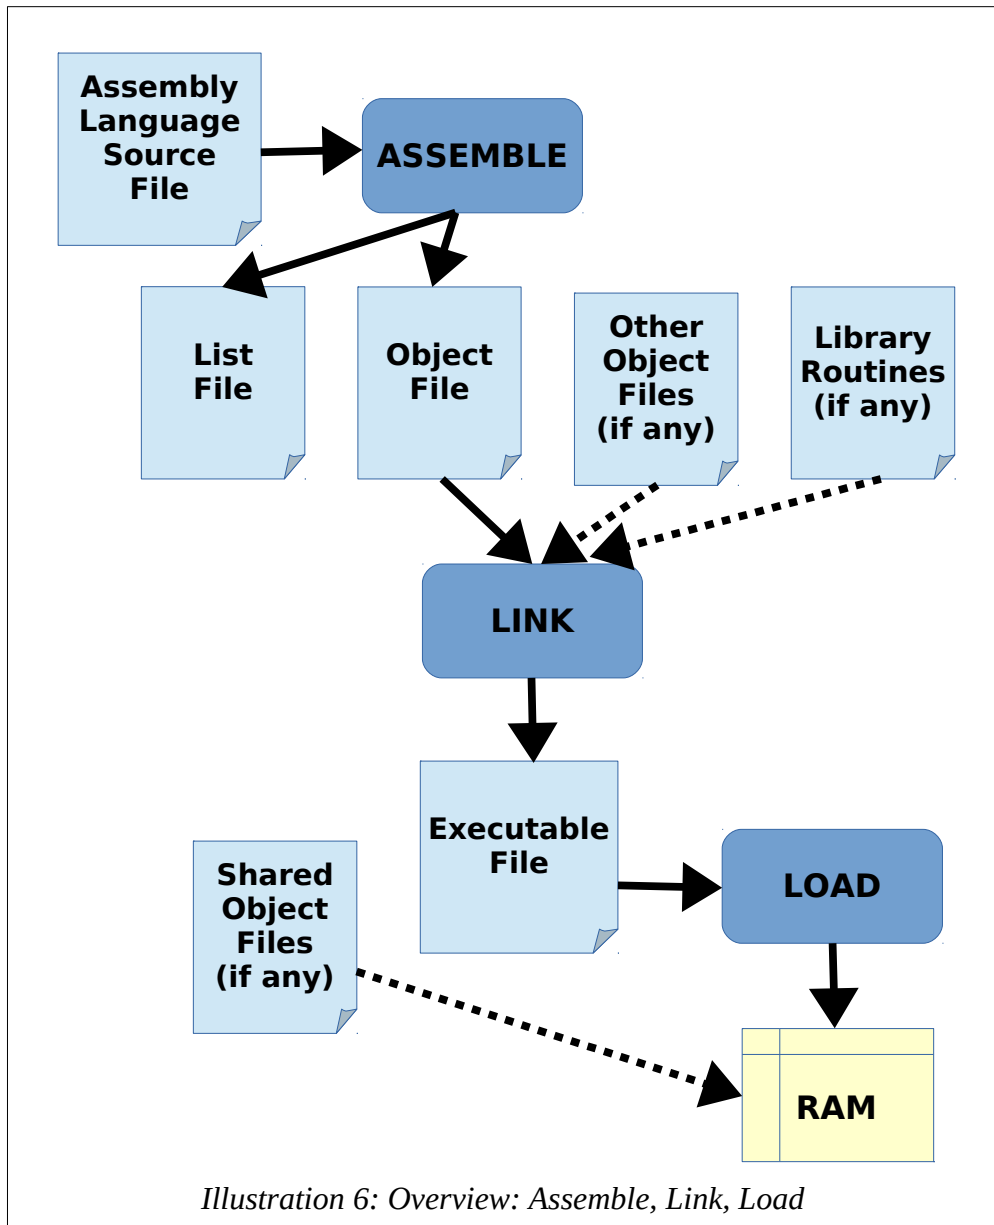 Assembly
Language
Source
File
ASSEMBLE
List
File
Object
File
Other
Object
Files
(if any)
Library
Routines
(if any)
LINK
Executable
File
LOAD
Shared
Object
Files
(if any)
RAM
Illustration 6: Overview: Assemble, Link, Load